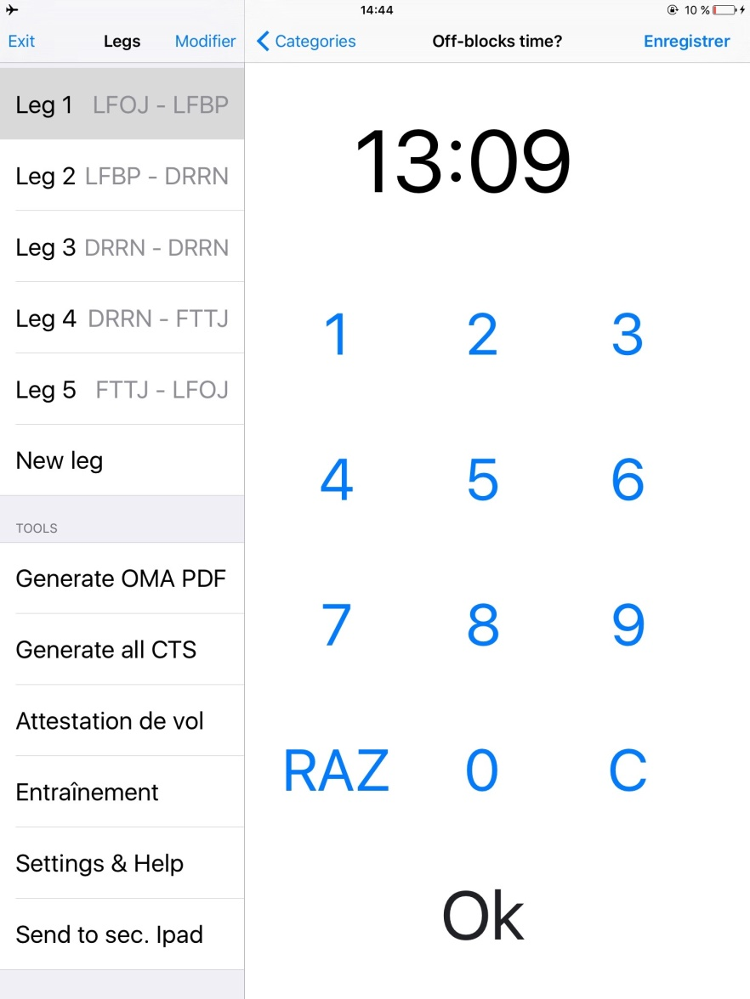 14:44
10 %
Exit
Legs
Modifier
Leg 1 LFOJ - LFBP
Leg 2 LFBP - DRRN
Leg 3 DRRN - DRRN
Leg 4 DRRN - FTTJ
Leg 5 FTTJ - LFOJ
New leg
TOOLS
Generate OMA PDF
Generate all CTS
Attestation de vol
Entraînement
Settings & Help
Send to sec. Ipad
Categories
Off-blocks time?
Enregistrer
13:09
1 2 3
4 5 6
7 8 9
RAZ 0 C
Ok